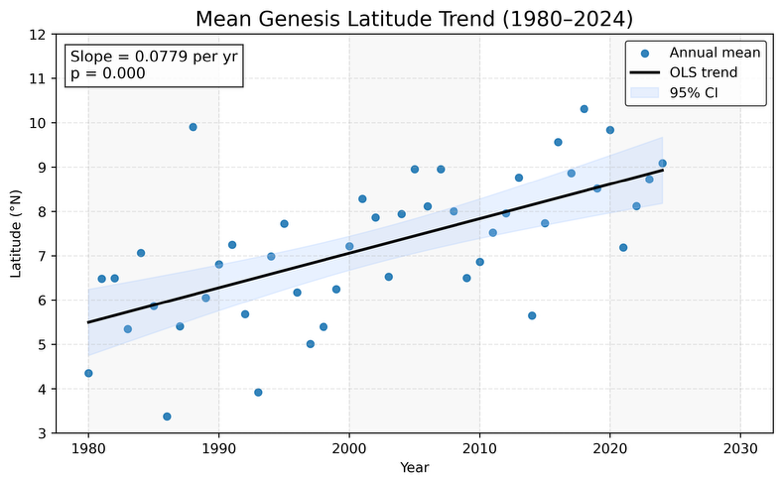 Mean Genesis Latitude Trend (1980–2024)
Slope = 0.0779 per yr
p = 0.000
Annual mean
OLS trend
95% CI
Latitude (°N)
12
11
10
9
8
7
6
5
4
3
1980 1990 2000 2010 2020 2030
Year